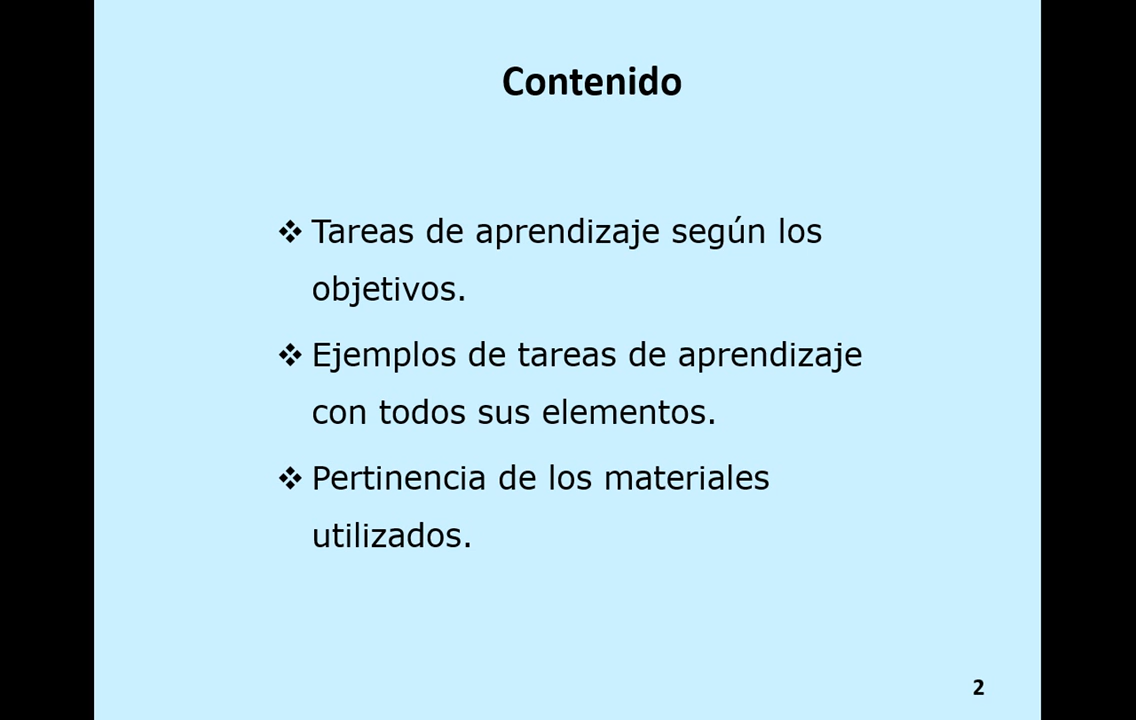 Contenido
❖ Tareas de aprendizaje según los
objetivos.
❖ Ejemplos de tareas de aprendizaje
con todos sus elementos.
❖ Pertinencia de los materiales
utilizados.
2